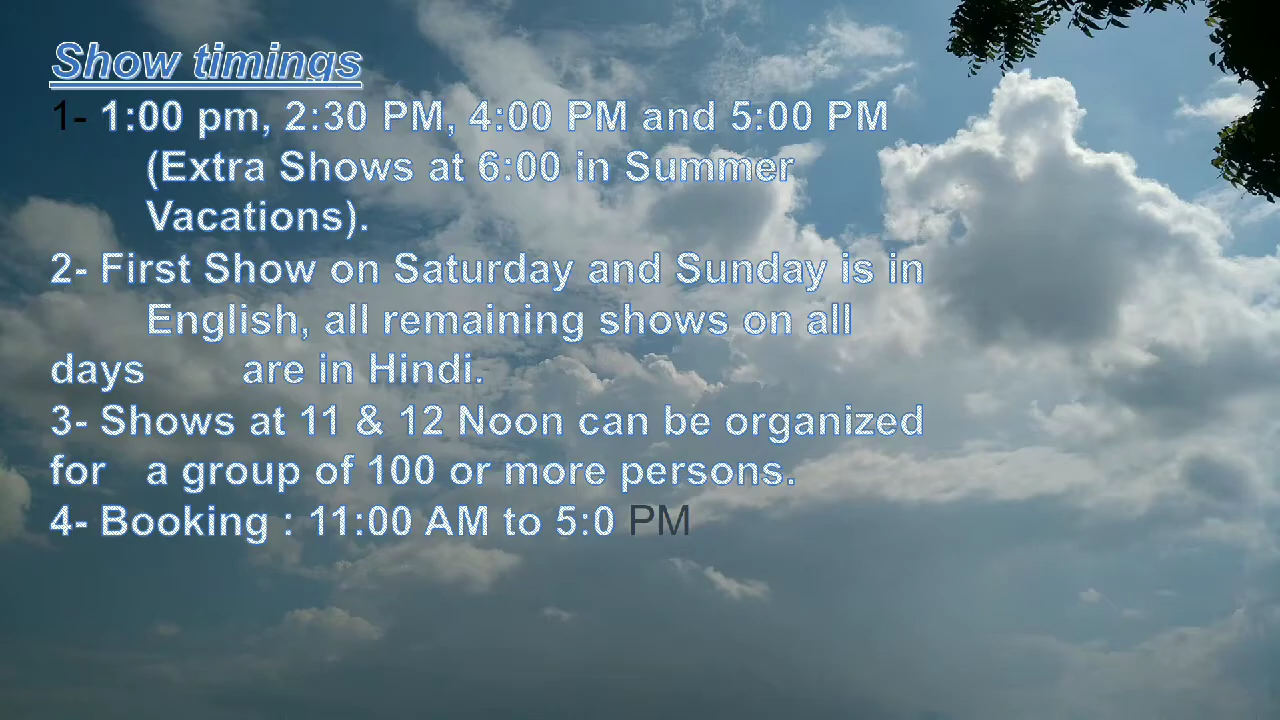 Show timings
1- 1:00 pm, 2:30 PM, 4:00 PM and 5:00 PM
(Extra Shows at 6:00 in Summer
Vacations).
2- First Show on Saturday and Sunday is in
English, all remaining shows on all
days are in Hindi.
3- Shows at 11 & 12 Noon can be organized
for a group of 100 or more persons.
4- Booking : 11:00 AM to 5:0 PM